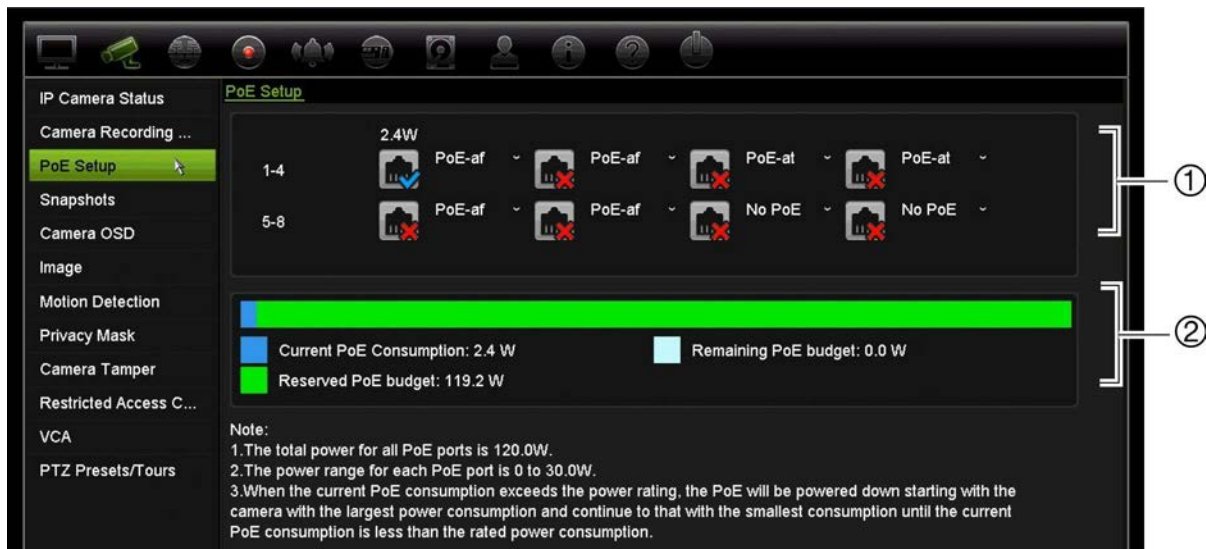 IP Camera Status
Camera Recording ...
PoE Setup
Snapshots
Camera OSD
Image
Motion Detection
Privacy Mask
Camera Tamper
Restricted Access C...
VCA
PTZ Presets/Tours
PoE Setup
2.4W
1-4 PoE-af PoE-af PoE-at PoE-at
5-8 PoE-af PoE-af No PoE No PoE
①
Current PoE Consumption: 2.4 W Remaining PoE budget: 0.0 W
Reserved PoE budget: 119.2 W
②
Note:
1.The total power for all PoE ports is 120.0W.
2.The power range for each PoE port is 0 to 30.0W.
3.When the current PoE consumption exceeds the power rating, the PoE will be powered down starting with the
camera with the largest power consumption and continue to that with the smallest consumption until the current
PoE consumption is less than the rated power consumption.